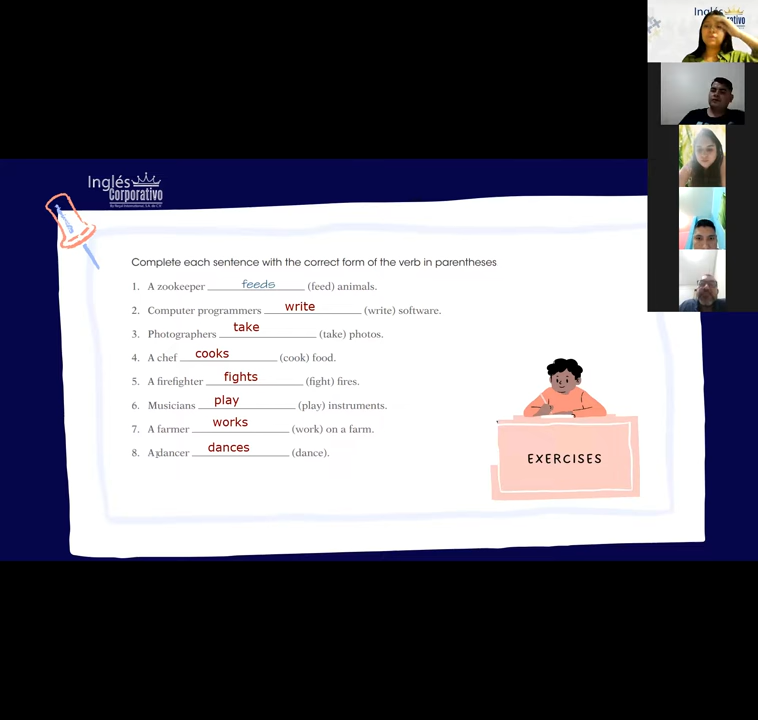 Inglés
Inglés
Corporativo
Complete each sentence with the correct form of the verb in parentheses
1. A zookeeper feeds (feed) animals.
2. Computer programmers write (write) software.
3. Photographers take (take) photos.
4. A chef cooks (cook) food.
5. A firefighter fights (fight) fires.
6. Musicians play (play) instruments.
7. A farmer works (work) on a farm.
8. A dancer dances (dance).
EXERCISES